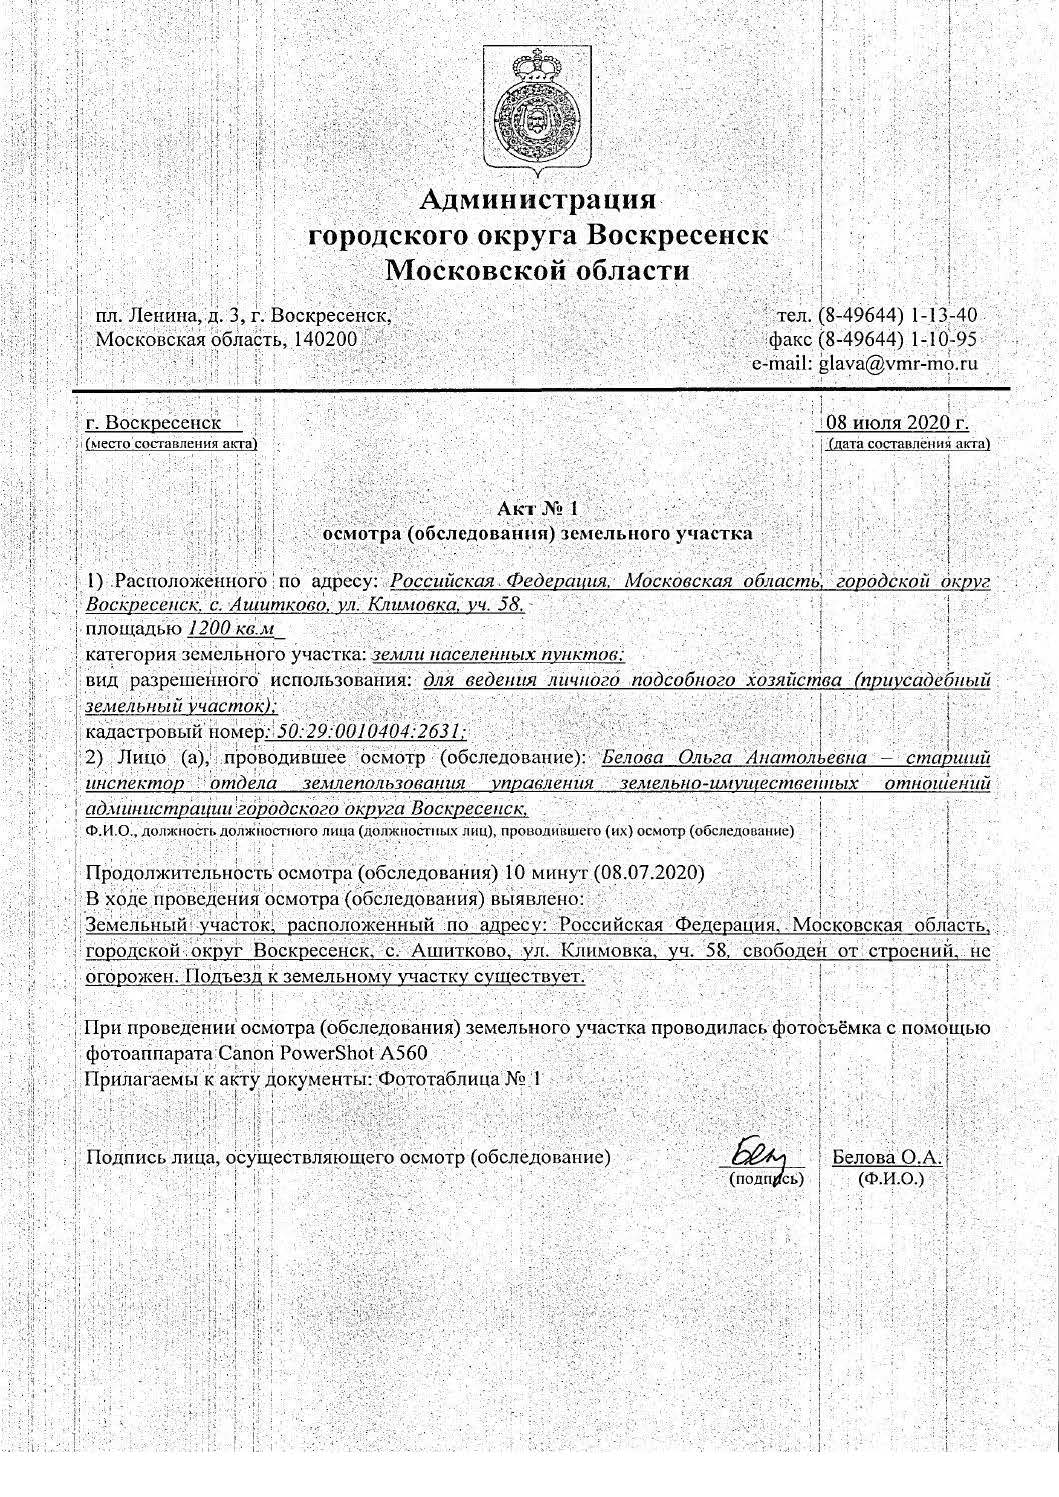 Администрация
городского округа Воскресенск
Московской области
пл. Ленина, д. 3, г. Воскресенск,
Московская область, 140200
тел. (8-49644) 1-13-40
факс (8-49644) 1-10-95
e-mail: glava@vmr-mo.ru
г. Воскресенск
(место составления акта)
08 июля 2020 г.
(дата составления акта)
Акт № 1
осмотра (обследования) земельного участка
1) Расположенного по адресу: Российская Федерация, Московская область, городской округ
Воскресенск, с. Ашитково, ул. Климовка, уч. 58,
площадью 1200 кв.м
категория земельного участка: земли населенных пунктов;
вид разрешенного использования: для ведения личного подсобного хозяйства (приусадебный
земельный участок);
кадастровый номер: 50:29:0010404:2631;
2) Лицо (а), проводившее осмотр (обследование): Белова Ольга Анатольевна – старший
инспектор отдела землепользования управления земельно-имущественных отношений
администрации городского округа Воскресенск,
Ф.И.О., должность должностного лица (должностных лиц), проводившего (их) осмотр (обследование)
Продолжительность осмотра (обследования) 10 минут (08.07.2020)
В ходе проведения осмотра (обследования) выявлено:
Земельный участок, расположенный по адресу: Российская Федерация, Московская область,
городской округ Воскресенск, с. Ашитково, ул. Климовка, уч. 58, свободен от строений, не
огорожен. Подъезд к земельному участку существует.
При проведении осмотра (обследования) земельного участка проводилась фотосъёмка с помощью
фотоаппарата Canon PowerShot A560
Прилагаемы к акту документы: Фототаблица № 1
Подпись лица, осуществляющего осмотр (обследование)
(подпись)
Белова О.А.
(Ф.И.О.)